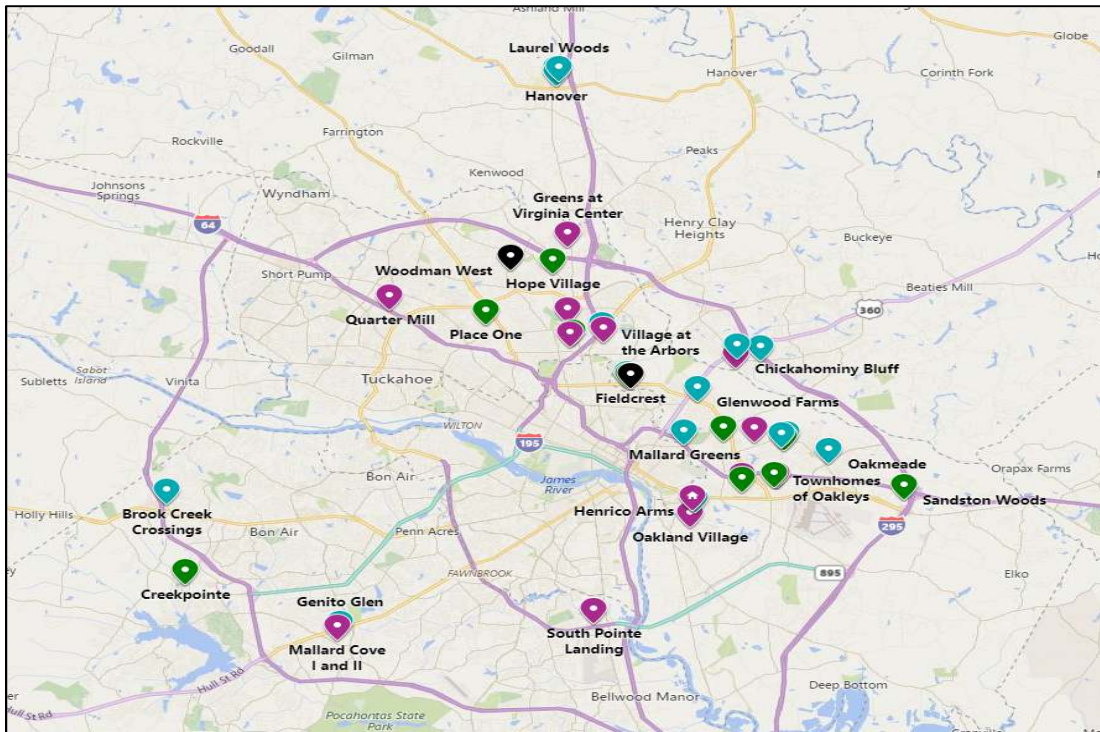 Ashland Mill
Globe
Goodall
Gilman
Laurel Woods
Hanover
Corinth Fork
Hanover
Farrington
Rockville
Peaks
Kenwood
Johnsons
Springs
Wyndham
Greens at
Virginia Center
Henry Clay
Heights
64
Buckeye
Short Pump
Woodman West
Hope Village
Beaties Mill
Quarter Mill
Place One
360
Village at
the Arbors
Sabot
Island
Subletts
Vinita
Tuckahoe
Chickahominy Bluff
Fieldcrest
Glenwood Farms
WILTON
195
Mallard Greens
Oakmeade
Bon Air
James
River
Townhomes
of Oakleys
Orapax Farms
Sandston Woods
Holly Hills
Brook Creek
Crossings
Bon Air
Penn Acres
Henrico Arms
Oakland Village
295
Creekpointe
FAWNBROOK
895
Elko
Genito Glen
Mallard Cove
I and II
South Pointe
Landing
Hull St Rd
Bellwood Manor
Deep Bottom
Hull St Rd
Pocahontas State
Park